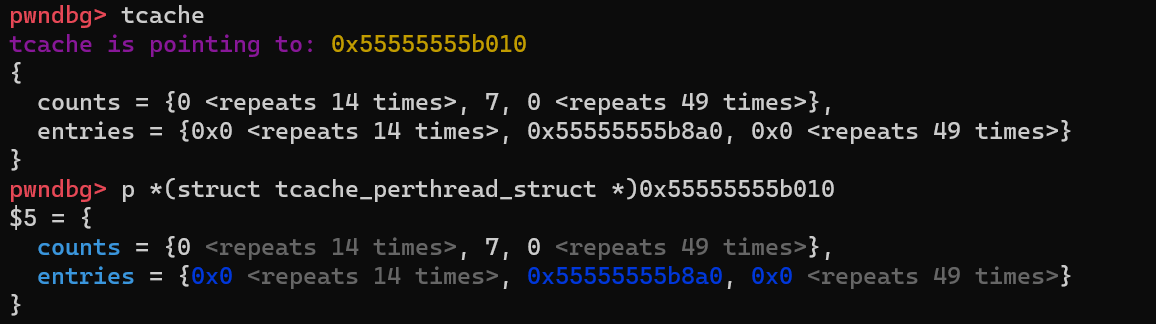 pwndbg> tcache
tcache is pointing to: 0x55555555b010
{
  counts = {0 <repeats 14 times>, 7, 0 <repeats 49 times>},
  entries = {0x0 <repeats 14 times>, 0x55555555b8a0, 0x0 <repeats 49 times>}
}
pwndbg> p *(struct tcache_perthread_struct *)0x55555555b010
$5 = {
  counts = {0 <repeats 14 times>, 7, 0 <repeats 49 times>},
  entries = {0x0 <repeats 14 times>, 0x55555555b8a0, 0x0 <repeats 49 times>}
}